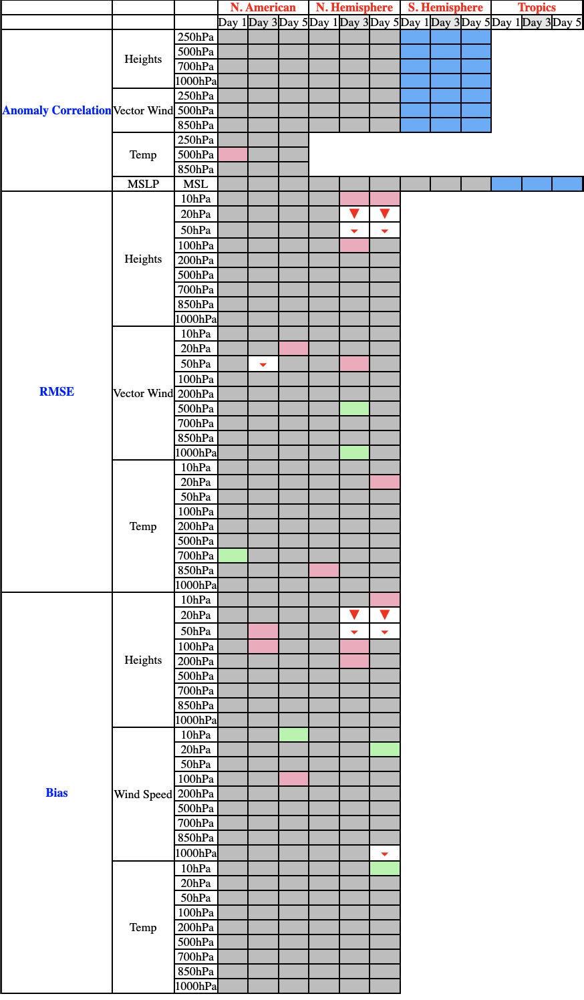 N. American N. Hemisphere S. Hemisphere Tropics
Day 1 Day 3 Day 5 Day 1 Day 3 Day 5 Day 1 Day 3 Day 5 Day 1 Day 3 Day 5
Anomaly Correlation
Heights
250hPa
500hPa
700hPa
1000hPa
Vector Wind
250hPa
500hPa
850hPa
Temp
250hPa
500hPa
850hPa
MSLP MSL
RMSE
Heights
10hPa
20hPa
50hPa
100hPa
200hPa
500hPa
700hPa
850hPa
1000hPa
Vector Wind
10hPa
20hPa
50hPa
100hPa
200hPa
500hPa
700hPa
850hPa
1000hPa
Temp
10hPa
20hPa
50hPa
100hPa
200hPa
500hPa
700hPa
850hPa
1000hPa
Bias
Heights
10hPa
20hPa
50hPa
100hPa
200hPa
500hPa
700hPa
850hPa
1000hPa
Wind Speed
10hPa
20hPa
50hPa
100hPa
200hPa
500hPa
700hPa
850hPa
1000hPa
Temp
10hPa
20hPa
50hPa
100hPa
200hPa
500hPa
700hPa
850hPa
1000hPa